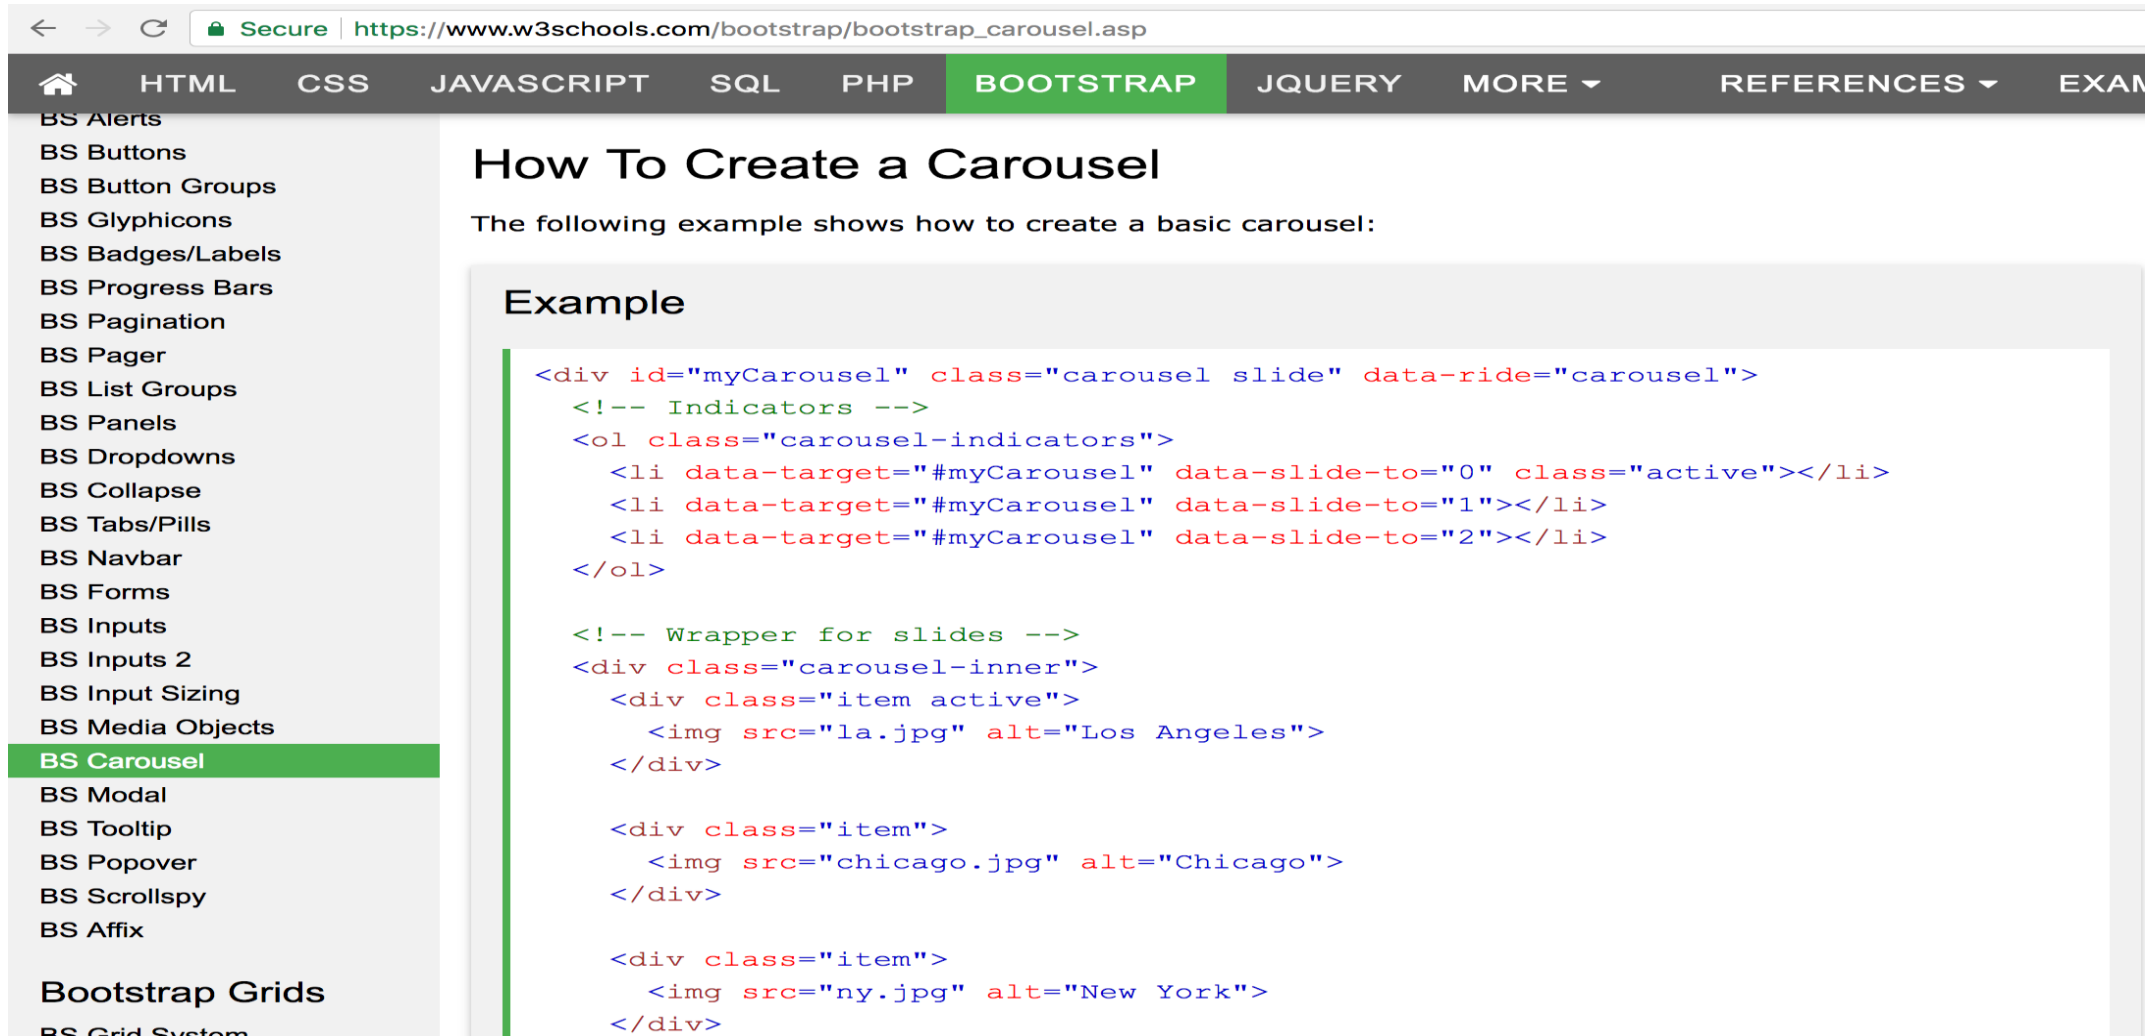 Secure https://www.w3schools.com/bootstrap/bootstrap_carousel.asp
HTML CSS JAVASCRIPT SQL PHP BOOTSTRAP JQUERY MORE REFERENCES EXAM
BS Alerts
BS Buttons
BS Button Groups
BS Glyphicons
BS Badges/Labels
BS Progress Bars
BS Pagination
BS Pager
BS List Groups
BS Panels
BS Dropdowns
BS Collapse
BS Tabs/Pills
BS Navbar
BS Forms
BS Inputs
BS Inputs 2
BS Input Sizing
BS Media Objects
BS Carousel
BS Modal
BS Tooltip
BS Popover
BS Scrollspy
BS Affix
Bootstrap Grids
BS Grid System
How To Create a Carousel
The following example shows how to create a basic carousel:
Example
<div id="myCarousel" class="carousel slide" data-ride="carousel">
<!-- Indicators -->
<ol class="carousel-indicators">
<li data-target="#myCarousel" data-slide-to="0" class="active"></li>
<li data-target="#myCarousel" data-slide-to="1"></li>
<li data-target="#myCarousel" data-slide-to="2"></li>
</ol>
<!-- Wrapper for slides -->
<div class="carousel-inner">
<div class="item active">
<img src="la.jpg" alt="Los Angeles">
</div>
<div class="item">
<img src="chicago.jpg" alt="Chicago">
</div>
<div class="item">
<img src="ny.jpg" alt="New York">
</div>